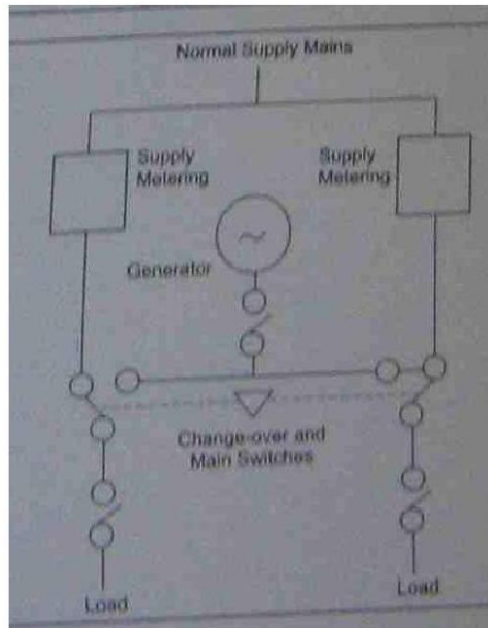 Normal Supply Mains
Supply
Metering
Supply
Metering
Generator
Change-over and
Main Switches
Load
Load